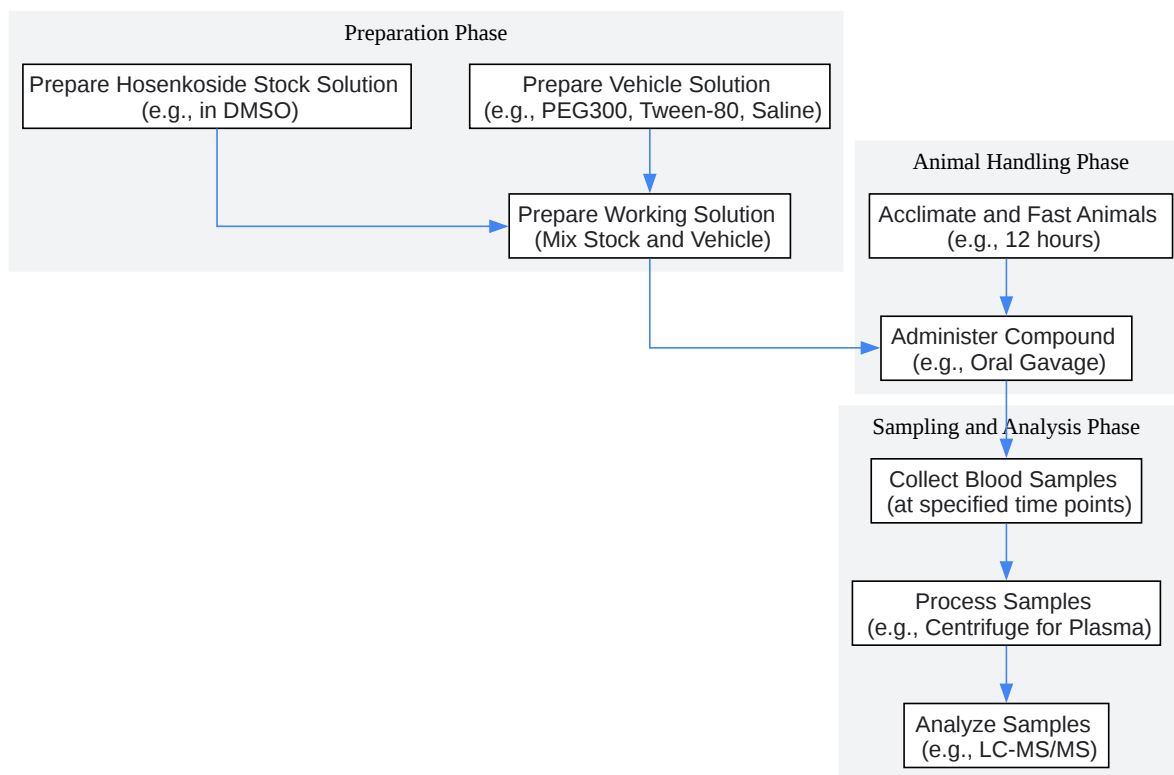 Preparation Phase
Prepare Hosenkoside Stock Solution
(e.g., in DMSO)
Prepare Vehicle Solution
(e.g., PEG300, Tween-80, Saline)
Prepare Working Solution
(Mix Stock and Vehicle)
Animal Handling Phase
Acclimate and Fast Animals
(e.g., 12 hours)
Administer Compound
(e.g., Oral Gavage)
Sampling and Analysis Phase
Collect Blood Samples
(at specified time points)
Process Samples
(e.g., Centrifuge for Plasma)
Analyze Samples
(e.g., LC-MS/MS)